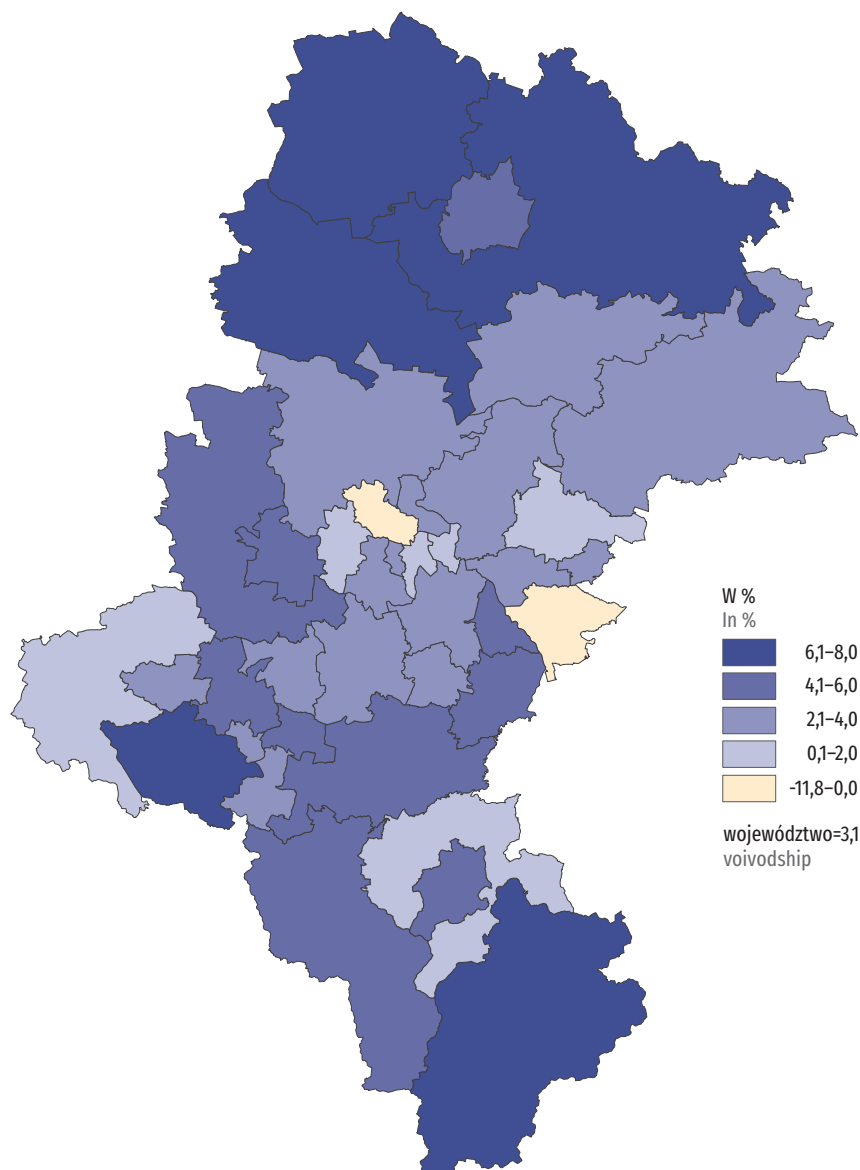 W %
In %
6,1–8,0
4,1–6,0
2,1–4,0
0,1–2,0
-11,8–0,0
województwo=3,1
voivodship